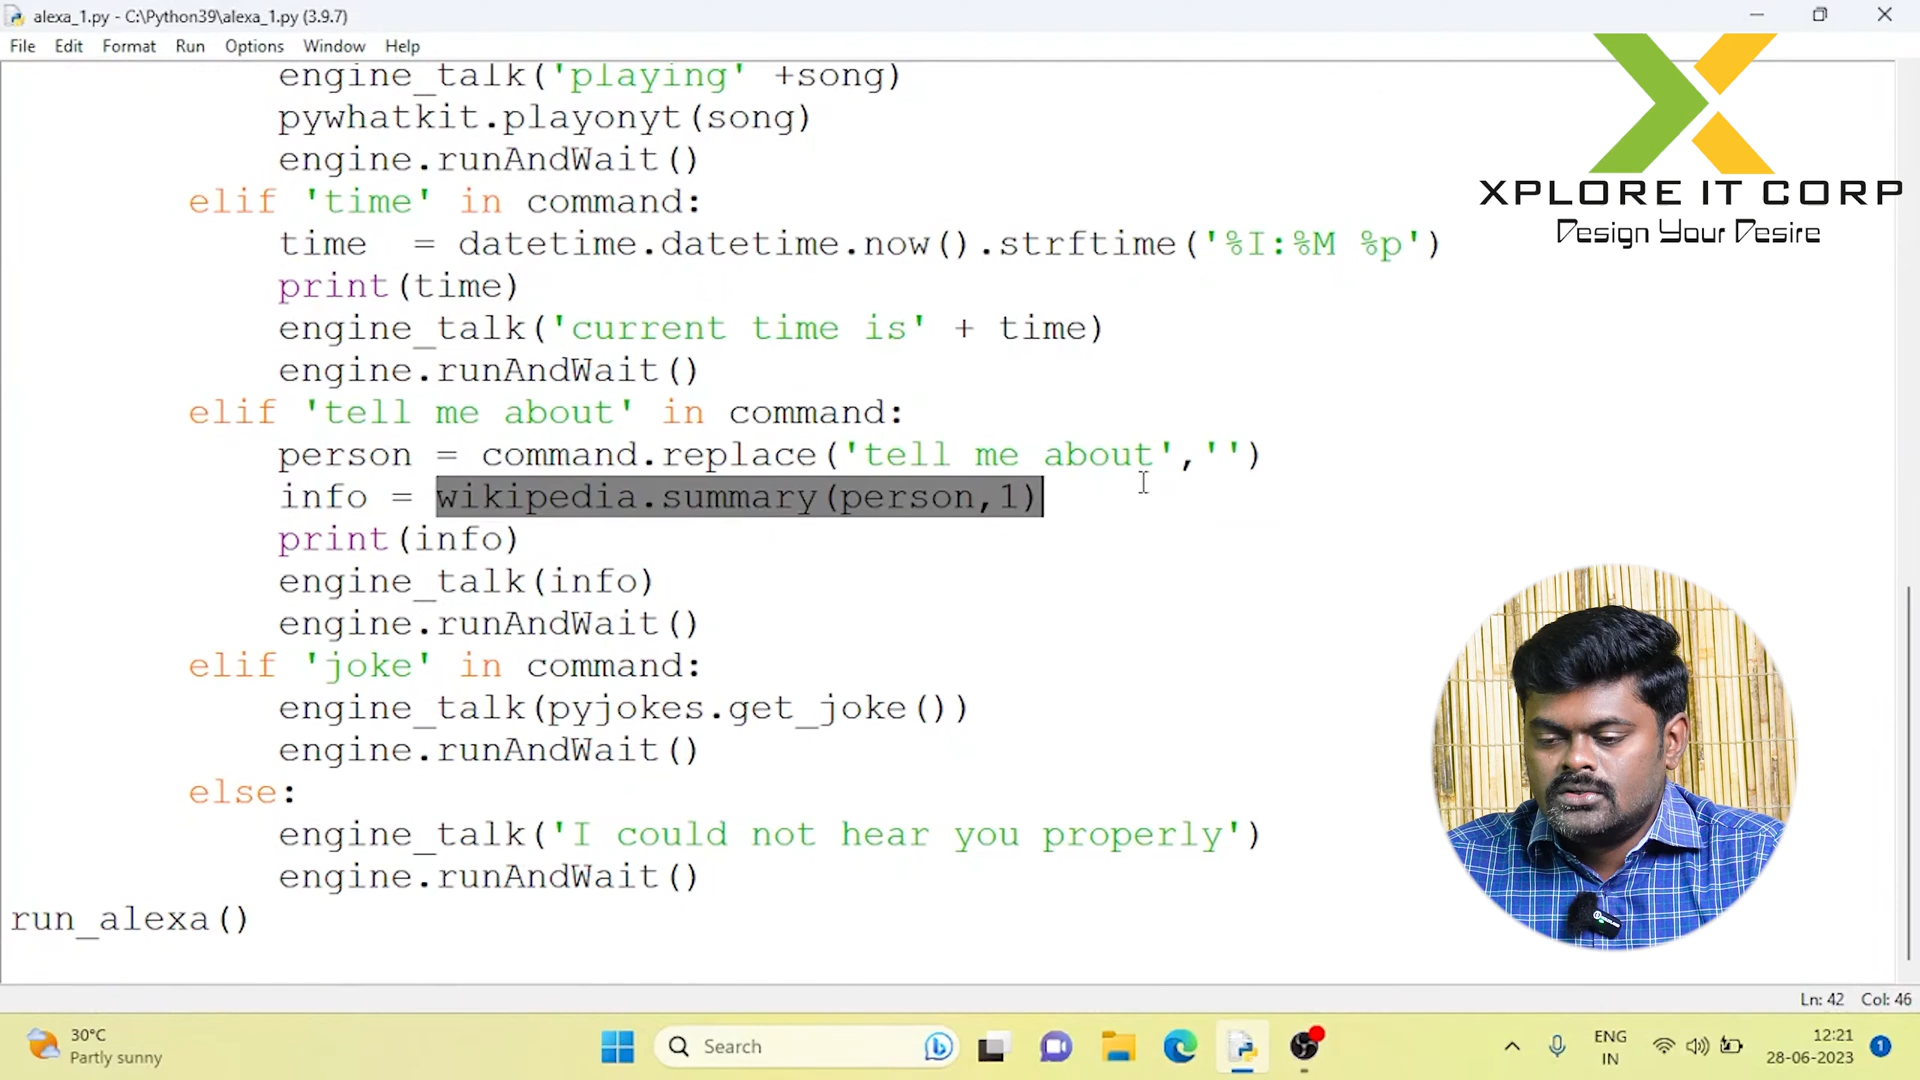 alexa_1.py - C:\Python39\alexa_1.py (3.9.7)
File Edit Format Run Options Window Help
engine_talk('playing' +song)
pywhatkit.playonyt(song)
engine.runAndWait()
elif 'time' in command:
time  = datetime.datetime.now().strftime('%I:%M %p')
print(time)
engine_talk('current time is' + time)
engine.runAndWait()
elif 'tell me about' in command:
person = command.replace('tell me about','')
info = wikipedia.summary(person,1)
print(info)
engine_talk(info)
engine.runAndWait()
elif 'joke' in command:
engine_talk(pyjokes.get_joke())
engine.runAndWait()
else:
engine_talk('I could not hear you properly')
engine.runAndWait()
run_alexa()
XPLORE IT CORP
Design Your Desire
Ln: 42 Col: 46
30°C
Partly sunny
Search
ENG
IN
12:21
28-06-2023
1